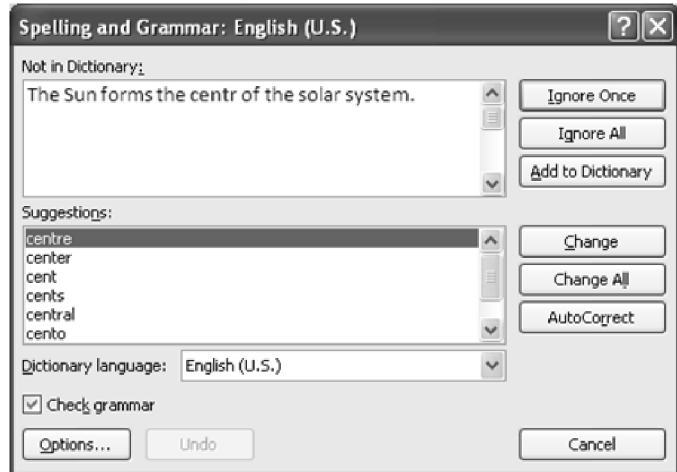 Spelling and Grammar: English (U.S.)
Not in Dictionary:
The Sun forms the centr of the solar system.
Ignore Once
Ignore All
Add to Dictionary
Suggestions:
centre
center
cent
cents
central
cento
Change
Change All
AutoCorrect
Dictionary language: English (U.S.)
Check grammar
Options...
Undo
Cancel